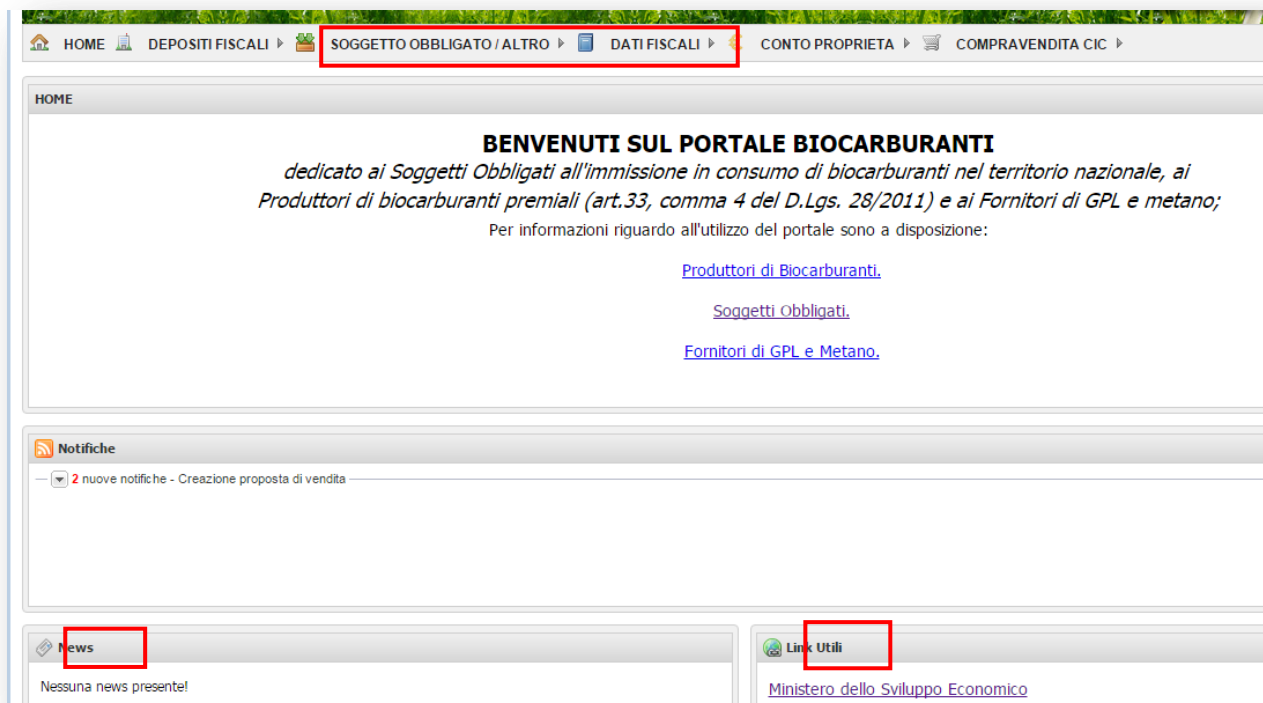 HOME DEPOSITI FISCALI SOGGETTO OBBLIGATO / ALTRO DATI FISCALI CONTO PROPRIETA COMPRAVENDITA CIC
HOME
BENVENUTI SUL PORTALE BIOCARBURANTI
dedicato ai Soggetti Obbligati all'immissione in consumo di biocarburanti nel territorio nazionale, ai
Produttori di biocarburanti premiali (art.33, comma 4 del D.Lgs. 28/2011) e ai Fornitori di GPL e metano;
Per informazioni riguardo all'utilizzo del portale sono a disposizione:
Produttori di Biocarburanti.
Soggetti Obbligati.
Fornitori di GPL e Metano.
Notifiche
2 nuove notifiche - Creazione proposta di vendita
News
Link Utili
Nessuna news presente!
Ministero dello Sviluppo Economico